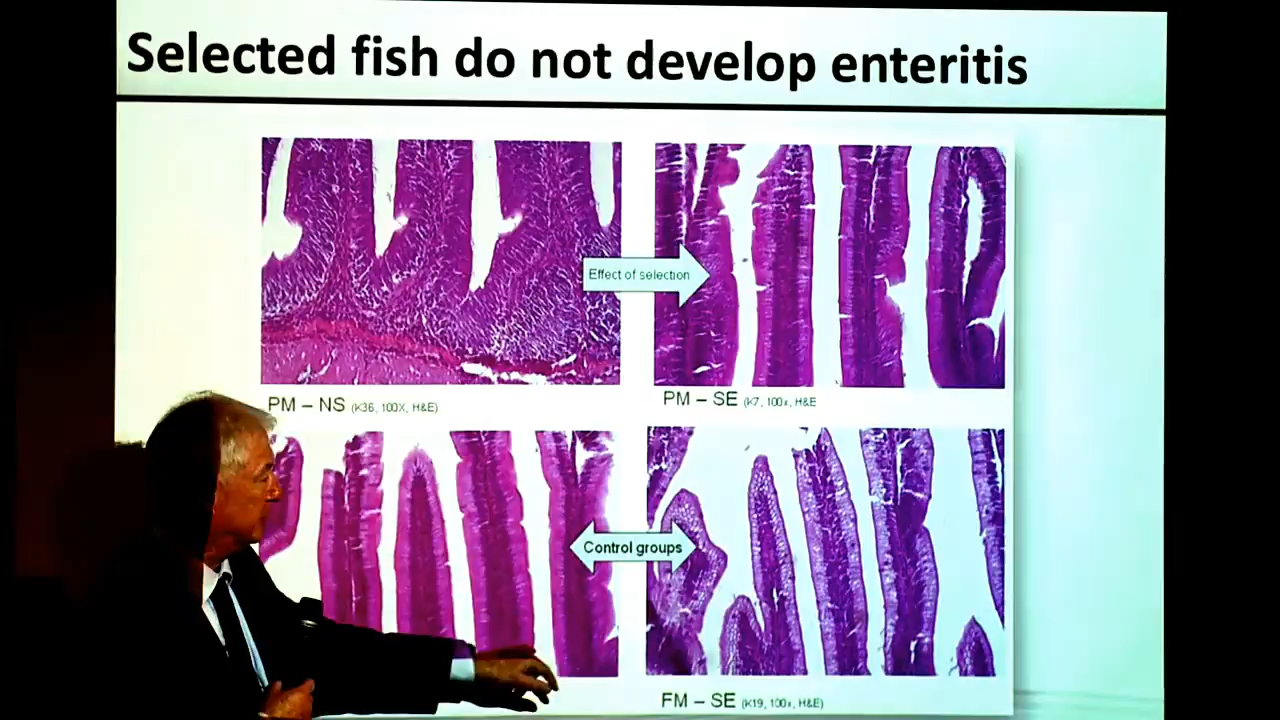 Selected fish do not develop enteritis
Effect of selection
PM – NS (K36, 100X, H&E)
PM – SE (K7, 100x, H&E
Control groups
FM – SE (K19, 100x, H&E)